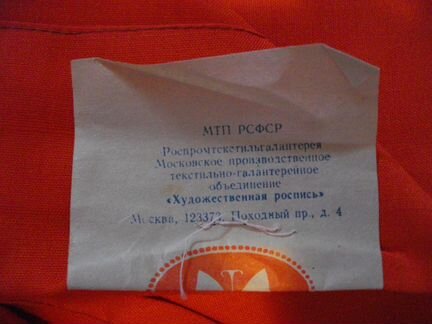 МТП РСФСР
Роспромтекстильгалантерея
Московское производственное
текстильно-галантерейное
объединение
«Художественная роспись»
Москва, 123373, Походный пр., д. 4